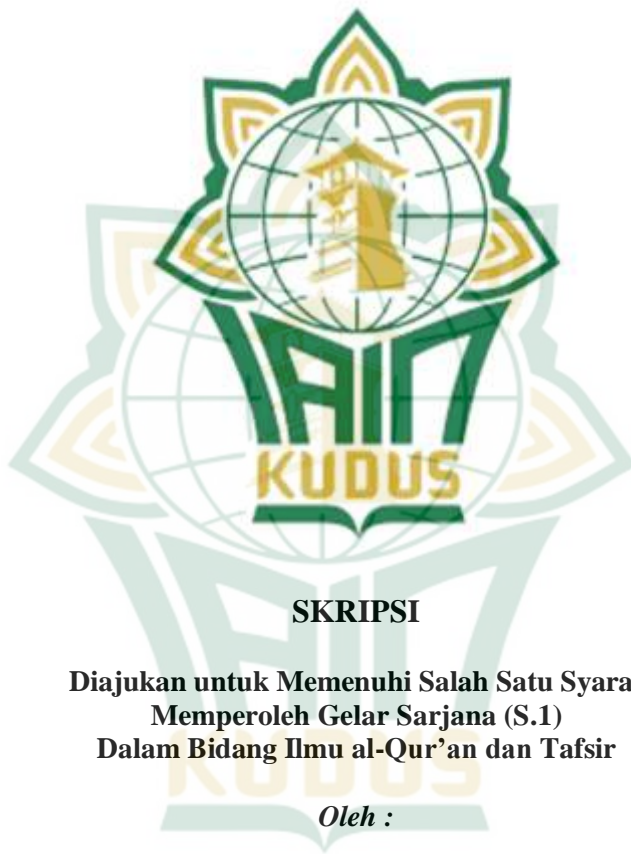 IAIN
KUDUS
SKRIPSI
Diajukan untuk Memenuhi Salah Satu Syara
Memperoleh Gelar Sarjana (S.1)
Dalam Bidang Ilmu al-Qur’an dan Tafsir
Oleh :